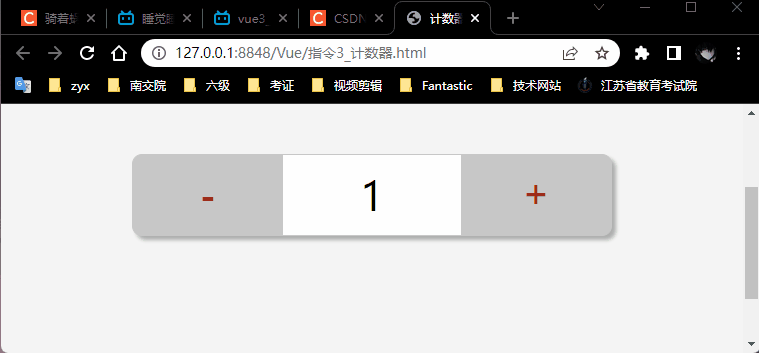 骑着
睡觉
vue3_
CSDN
计数器
127.0.0.1:8848/Vue/指令3_计数器.html
zyx
南交院
六级
考证
视频剪辑
Fantastic
技术网站
江苏省教育考试院
-
1
+